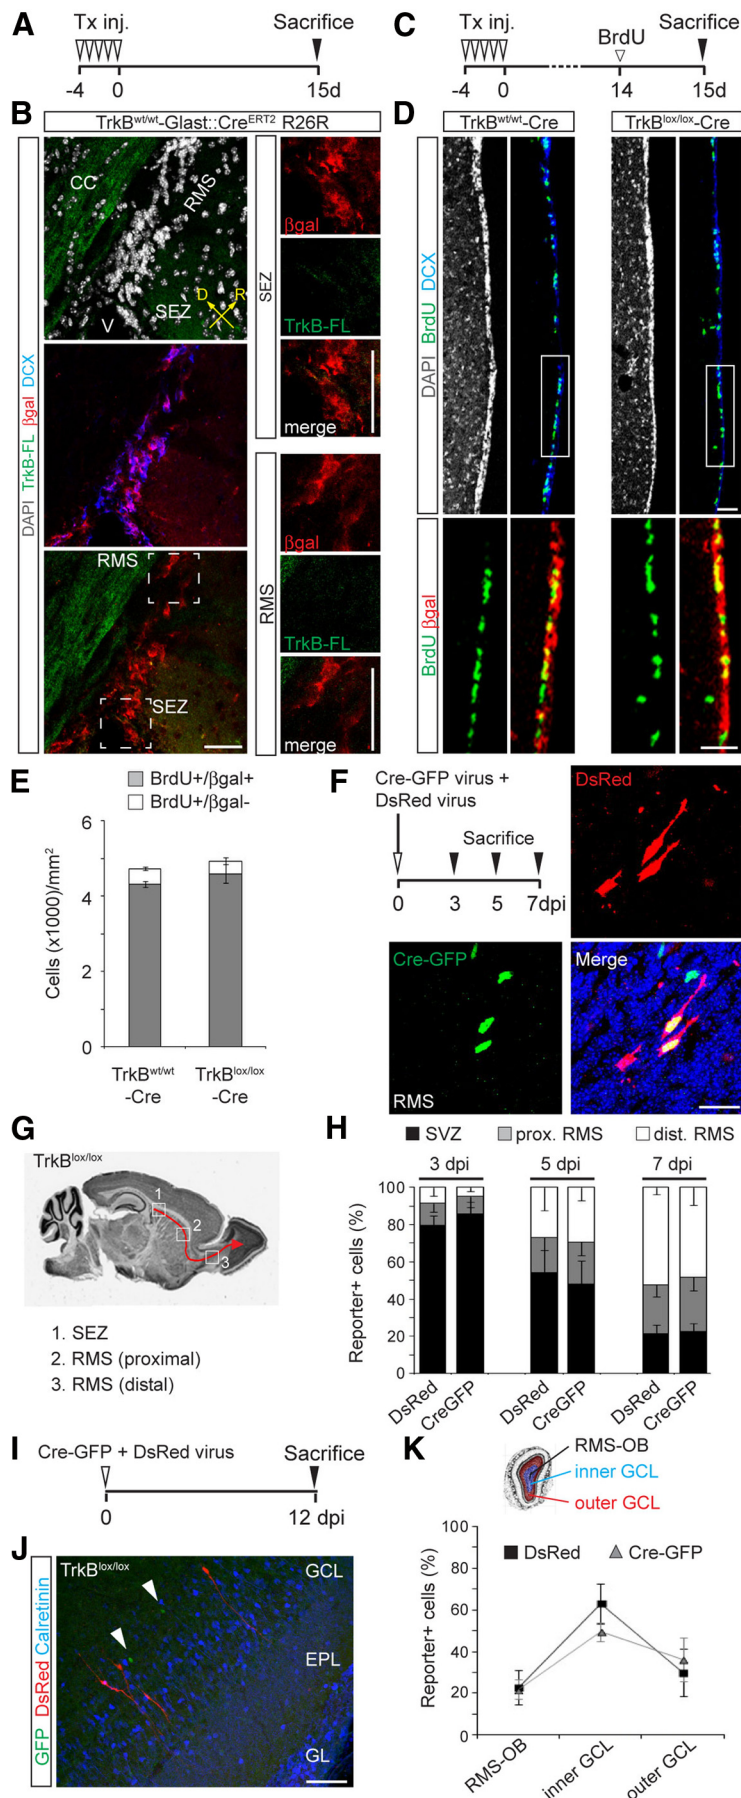 A
Tx inj.
Sacrifice
-4
0
15d
C
Tx inj.
BrdU
Sacrifice
-4
0
14
15d
B
TrkBwt/wt-Glast::CreERT2 R26R
DAPI TrkB-FL βgal DCX
CC
RMS
D
R
V
SEZ
RMS
SEZ
SEZ
βgal
TrkB-FL
merge
RMS
βgal
TrkB-FL
merge
D
TrkBwt/wt-Cre
TrkBlox/lox-Cre
DAPI BrdU DCX
BrdU βgal
E
BrdU+/βgal+
BrdU+/βgal-
Cells (x1000)/mm2
6
4
2
0
TrkBwt/wt
-Cre
TrkBlox/lox
-Cre
F
Cre-GFP virus +
DsRed virus
Sacrifice
0
3
5
7dpi
DsRed
Cre-GFP
RMS
Merge
G
TrkBlox/lox
1
2
3
1. SEZ
2. RMS (proximal)
3. RMS (distal)
H
SVZ
prox. RMS
dist. RMS
3 dpi
5 dpi
7 dpi
Reporter+ cells (%)
100
80
60
40
20
0
DsRed
CreGFP
DsRed
CreGFP
DsRed
CreGFP
I
Cre-GFP + DsRed virus
Sacrifice
0
12 dpi
J
GFP DsRed Calretinin
TrkBlox/lox
GCL
EPL
GL
K
RMS-OB
inner GCL
outer GCL
DsRed
Cre-GFP
Reporter+ cells (%)
100
80
60
40
20
0
RMS-OB
inner GCL
outer GCL